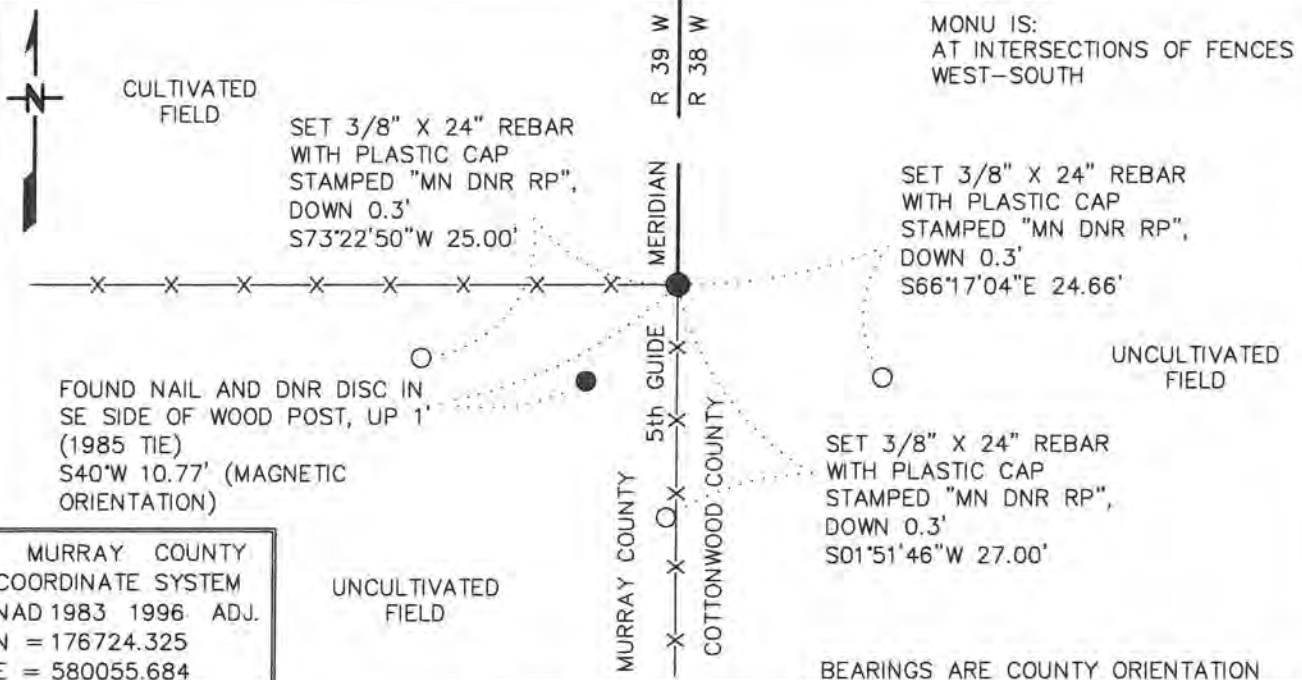 N
CULTIVATED
FIELD
R 39 W
R 38 W
MONU IS:
AT INTERSECTIONS OF FENCES
WEST-SOUTH
SET 3/8" X 24" REBAR
WITH PLASTIC CAP
STAMPED "MN DNR RP",
DOWN 0.3'
S73°22'50"W 25.00'
5th GUIDE MERIDIAN
SET 3/8" X 24" REBAR
WITH PLASTIC CAP
STAMPED "MN DNR RP",
DOWN 0.3'
S66°17'04"E 24.66'
UNCULTIVATED
FIELD
FOUND NAIL AND DNR DISC IN
SE SIDE OF WOOD POST, UP 1'
(1985 TIE)
S40°W 10.77' (MAGNETIC
ORIENTATION)
MURRAY COUNTY
COTTONWOOD COUNTY
SET 3/8" X 24" REBAR
WITH PLASTIC CAP
STAMPED "MN DNR RP",
DOWN 0.3'
S01°51'46"W 27.00'
MURRAY COUNTY
COORDINATE SYSTEM
NAD 1983 1996 ADJ.
N = 176724.325
E = 580055.684
UNCULTIVATED
FIELD
BEARINGS ARE COUNTY ORIENTATION